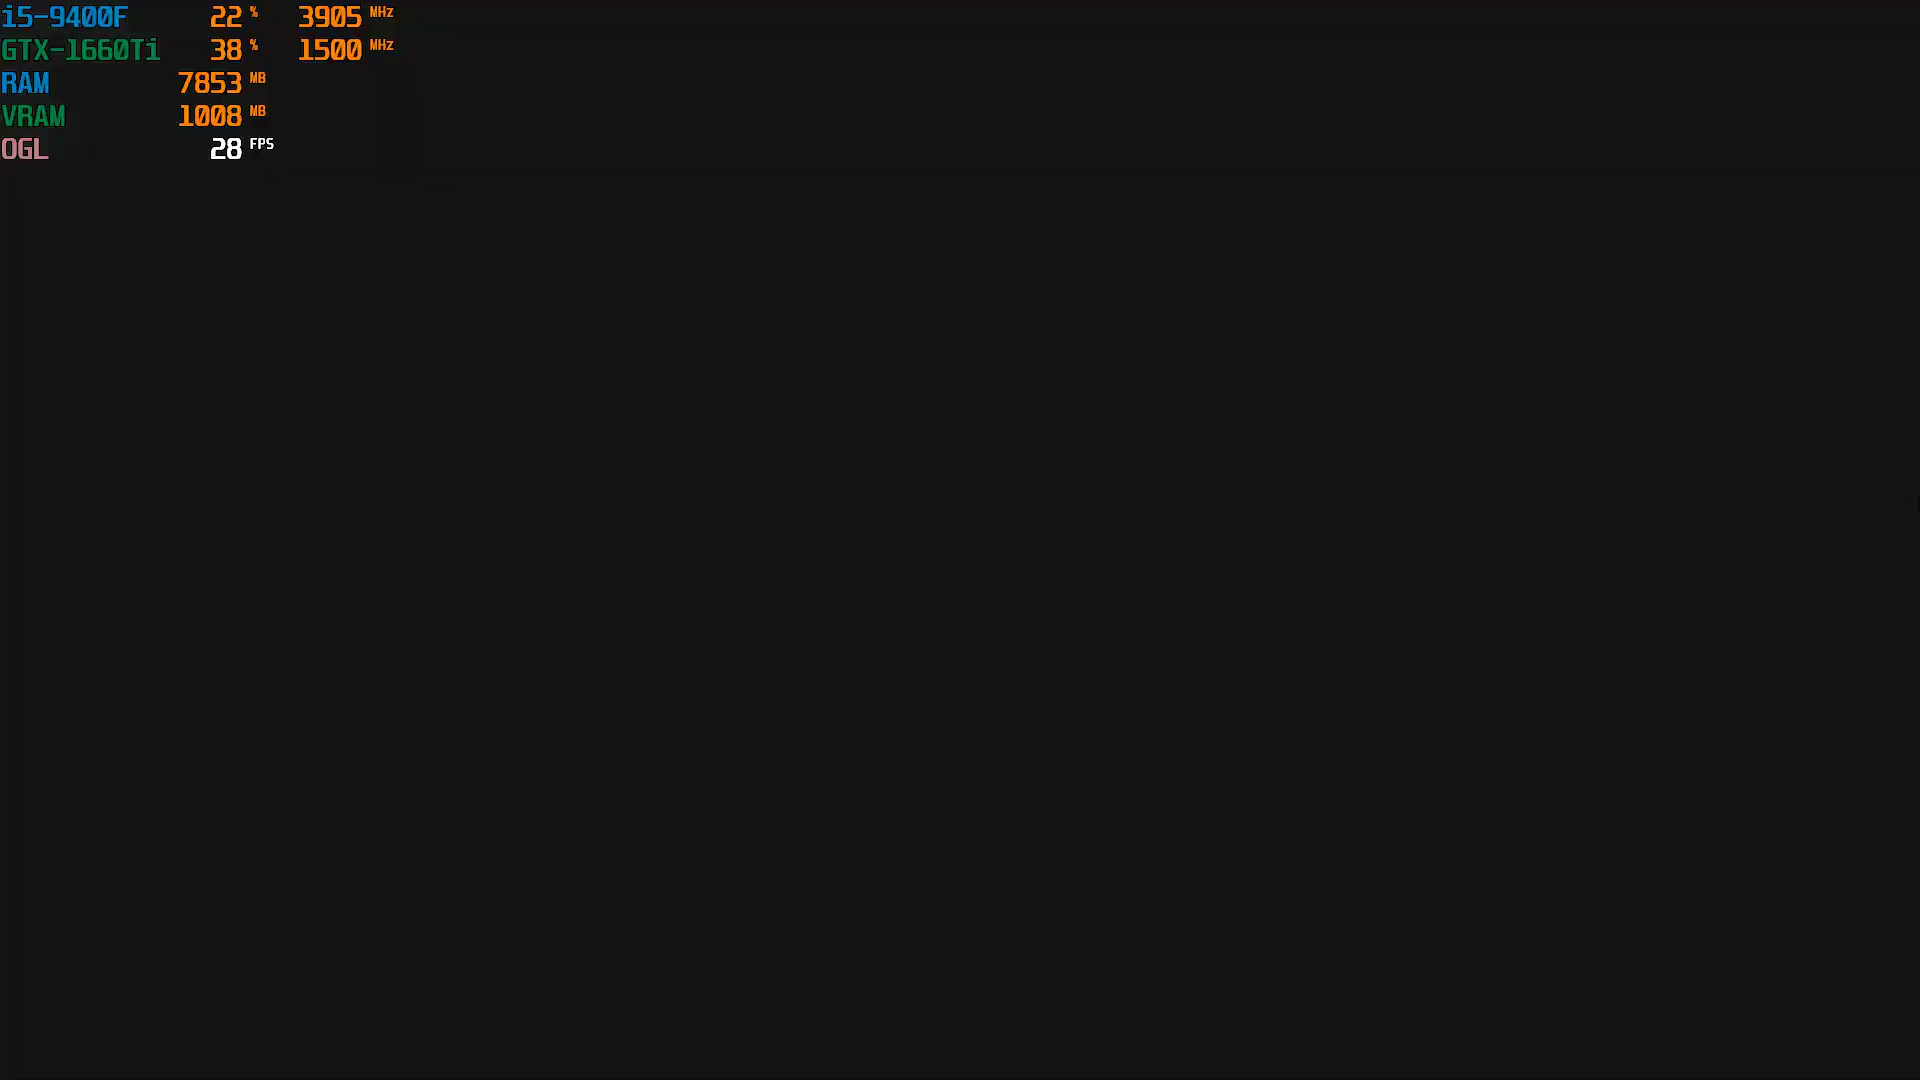 i5-9400F 22 % 3905 MHz
GTX-1660Ti 38 % 1500 MHz
RAM 7853 MB
VRAM 1008 MB
OGL 28 FPS